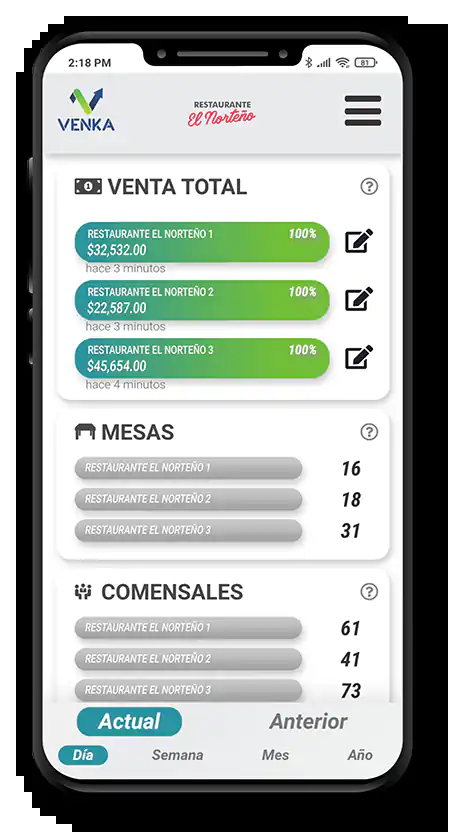 2:18 PM
81
VENKA
RESTAURANTE
El Norteño
VENTA TOTAL
?
RESTAURANTE EL NORTEÑO 1
100%
$32,532.00
hace 3 minutos
RESTAURANTE EL NORTEÑO 2
100%
$22,587.00
hace 3 minutos
RESTAURANTE EL NORTEÑO 3
100%
$45,654.00
hace 4 minutos
MESAS
?
RESTAURANTE EL NORTEÑO 1 16
RESTAURANTE EL NORTEÑO 2 18
RESTAURANTE EL NORTEÑO 3 31
COMENSALES
?
RESTAURANTE EL NORTEÑO 1 61
RESTAURANTE EL NORTEÑO 2 41
RESTAURANTE EL NORTEÑO 3 73
Actual Anterior
Día Semana Mes Año